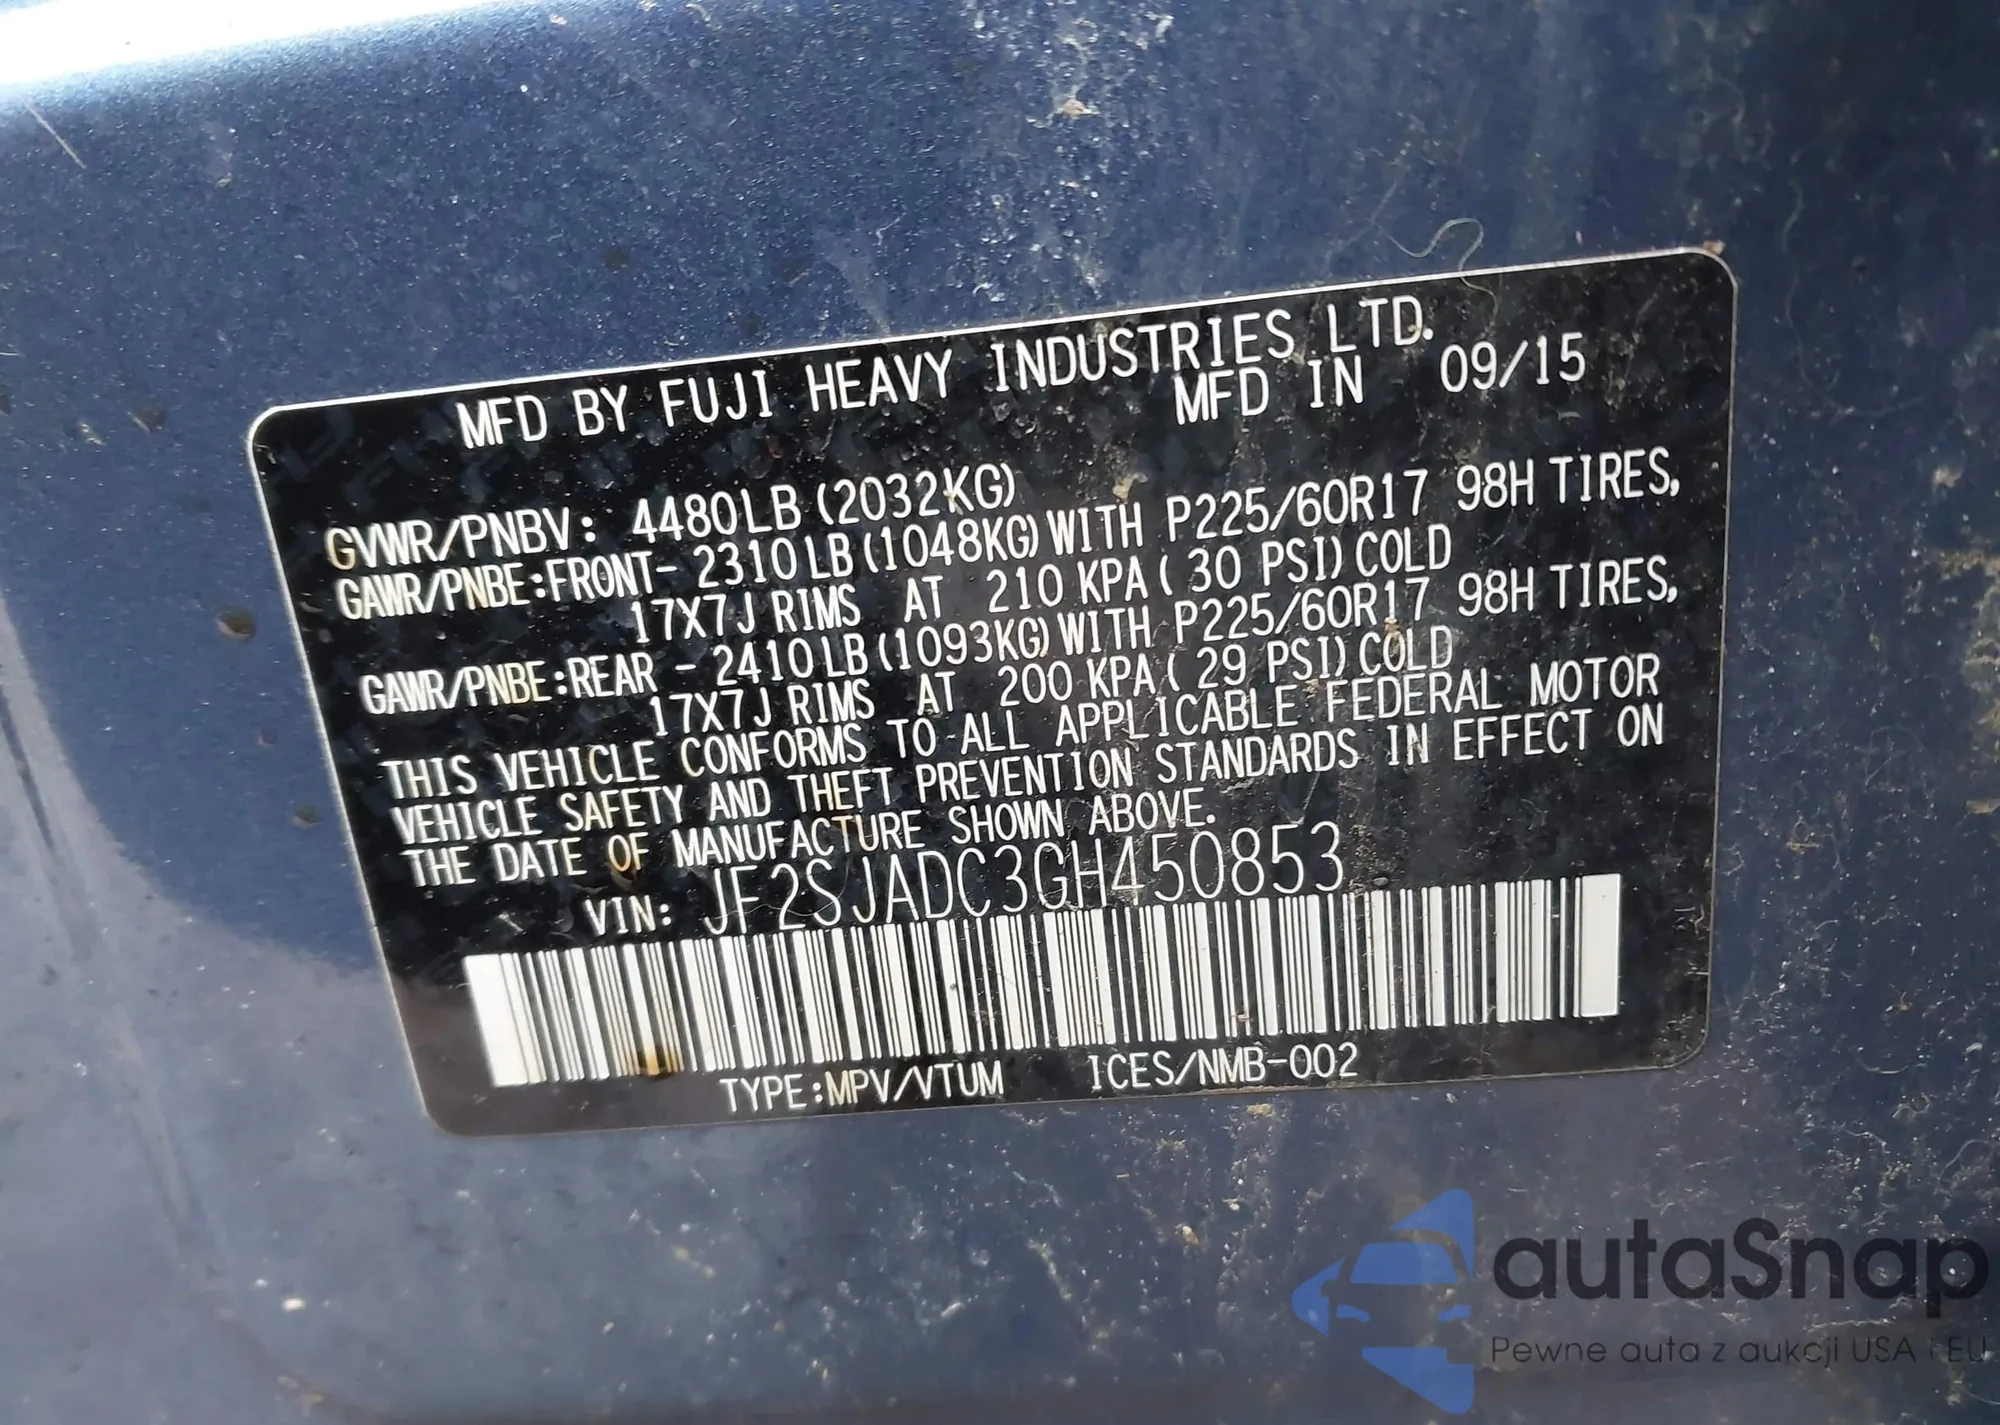 MFD BY FUJI HEAVY INDUSTRIES LTD.
MFD IN 09/15
GVWR/PNBV: 4480LB (2032KG)
GAWR/PNBE:FRONT- 2310LB(1048KG)WITH P225/60R17 98H TIRES,
17X7J RIMS AT 210 KPA( 30 PSI)COLD
GAWR/PNBE:REAR - 2410LB(1093KG)WITH P225/60R17 98H TIRES,
17X7J RIMS AT 200 KPA( 29 PSI)COLD
THIS VEHICLE CONFORMS TO ALL APPLICABLE FEDERAL MOTOR
VEHICLE SAFETY AND THEFT PREVENTION STANDARDS IN EFFECT ON
THE DATE OF MANUFACTURE SHOWN ABOVE.
VIN: JF2SJADC3GH450853
TYPE:MPV/VTUM ICES/NMB-002
autaSnap
Pewne auta z aukcji USA i EU